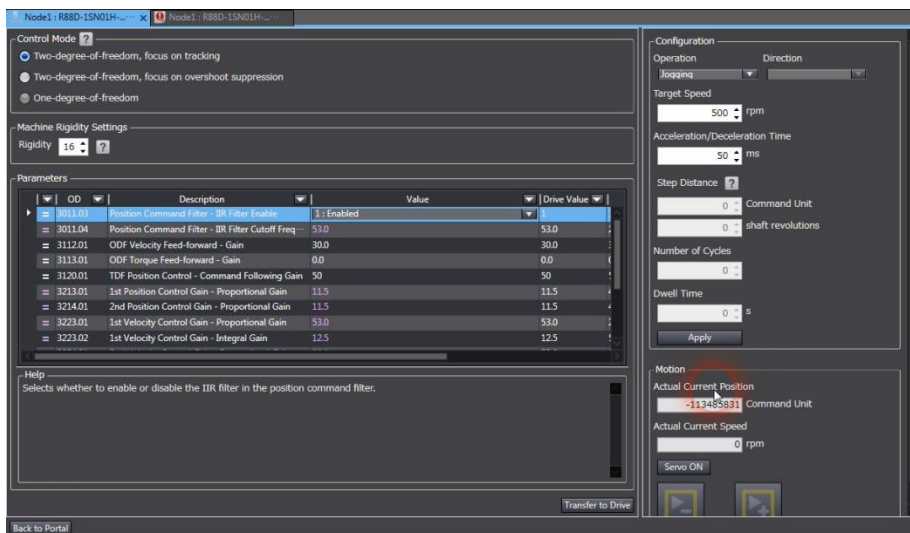 Node1 : R88D-1SN01H-...
Node1 : R88D-1SN01H-...
Control Mode ?
Two-degree-of-freedom, focus on tracking
Two-degree-of-freedom, focus on overshoot suppression
One-degree-of-freedom
Machine Rigidity Settings
Rigidity 16 ?
Parameters
OD Description Value Drive Value
= 3011.03 Position Command Filter - IIR Filter Enable 1 : Enabled 1
= 3011.04 Position Command Filter - IIR Filter Cutoff Freq... 53.0 53.0
= 3112.01 ODF Velocity Feed-forward - Gain 30.0 30.0
= 3113.01 ODF Torque Feed-forward - Gain 0.0 0.0
= 3120.01 TDF Position Control - Command Following Gain 50 50
= 3213.01 1st Position Control Gain - Proportional Gain 11.5 11.5
= 3214.01 2nd Position Control Gain - Proportional Gain 11.5 11.5
= 3223.01 1st Velocity Control Gain - Proportional Gain 53.0 53.0
= 3223.02 1st Velocity Control Gain - Integral Gain 12.5 12.5
Help
Selects whether to enable or disable the IIR filter in the position command filter.
Transfer to Drive
Back to Portal
Configuration
Operation Direction
Jogging
Target Speed
500 rpm
Acceleration/Deceleration Time
50 ms
Step Distance ?
0 Command Unit
0 shaft revolutions
Number of Cycles
0
Dwell Time
0 s
Apply
Motion
Actual Current Position
-113485831 Command Unit
Actual Current Speed
0 rpm
Servo ON